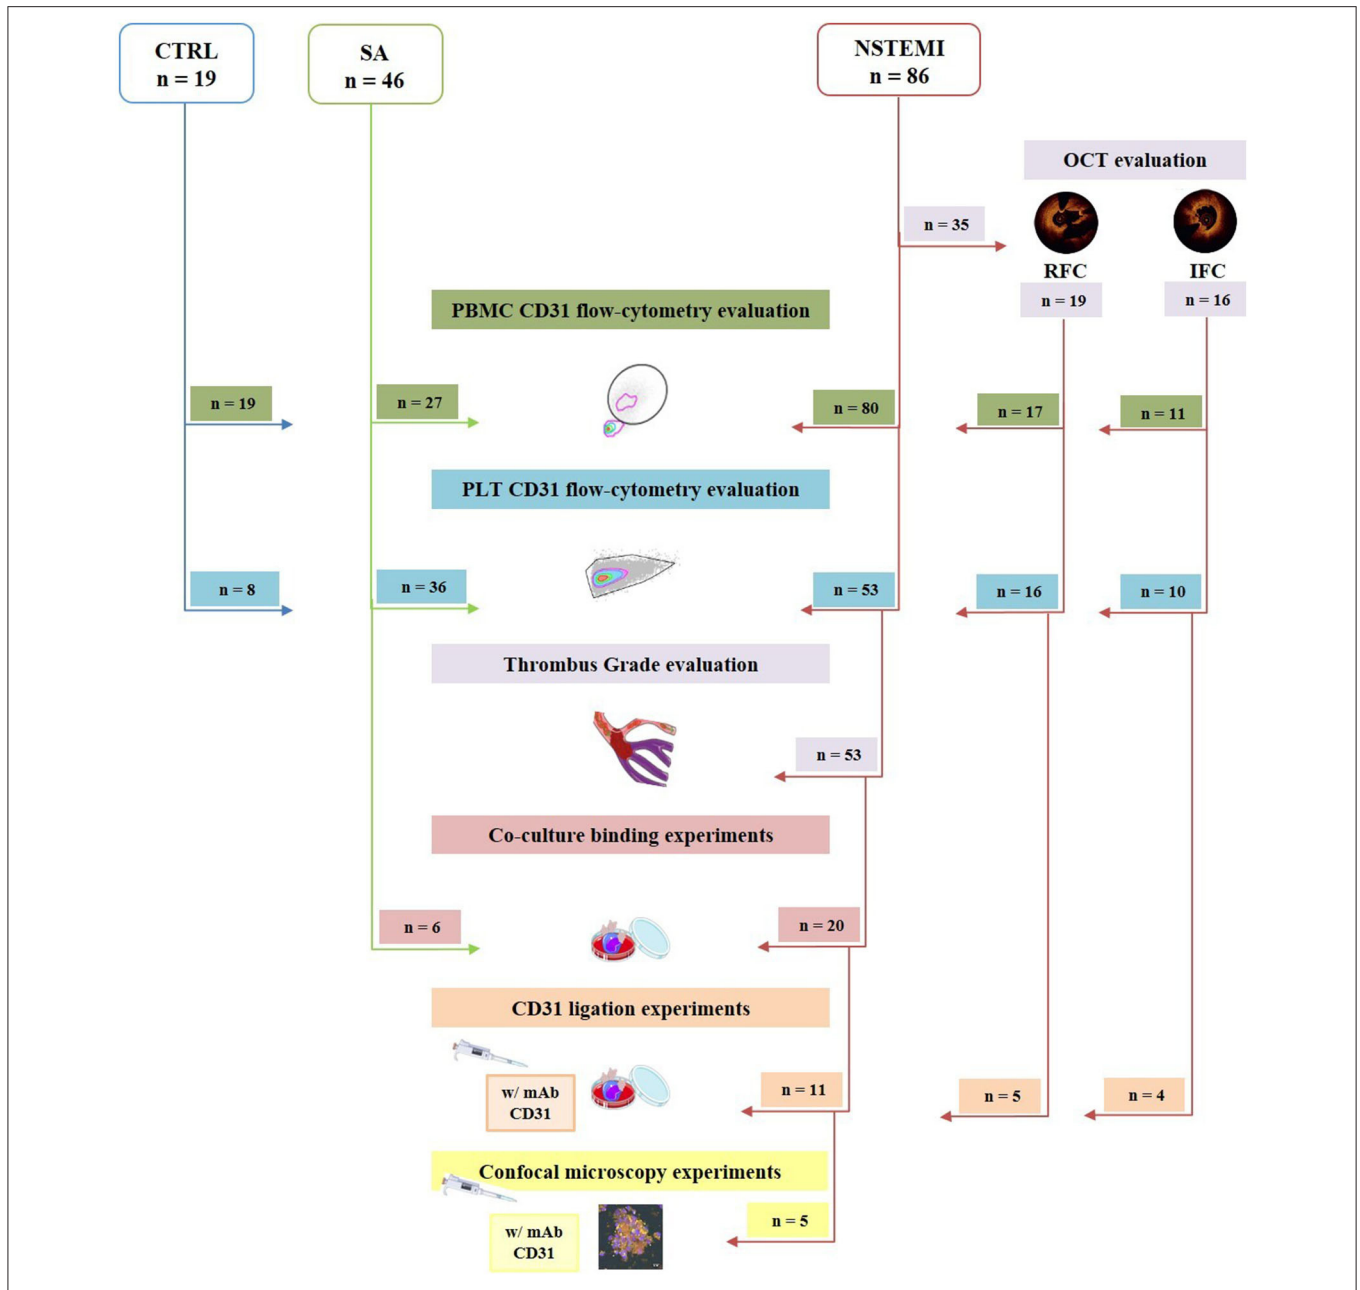 CTRL
n = 19
SA
n = 46
NSTEMI
n = 86
OCT evaluation
n = 35
RFC
IFC
n = 19
n = 16
PBMC CD31 flow-cytometry evaluation
n = 19
n = 27
n = 80
n = 17
n = 11
PLT CD31 flow-cytometry evaluation
n = 8
n = 36
n = 53
n = 16
n = 10
Thrombus Grade evaluation
n = 53
Co-culture binding experiments
n = 6
n = 20
CD31 ligation experiments
w/ mAb
CD31
n = 11
n = 5
n = 4
Confocal microscopy experiments
w/ mAb
CD31
n = 5